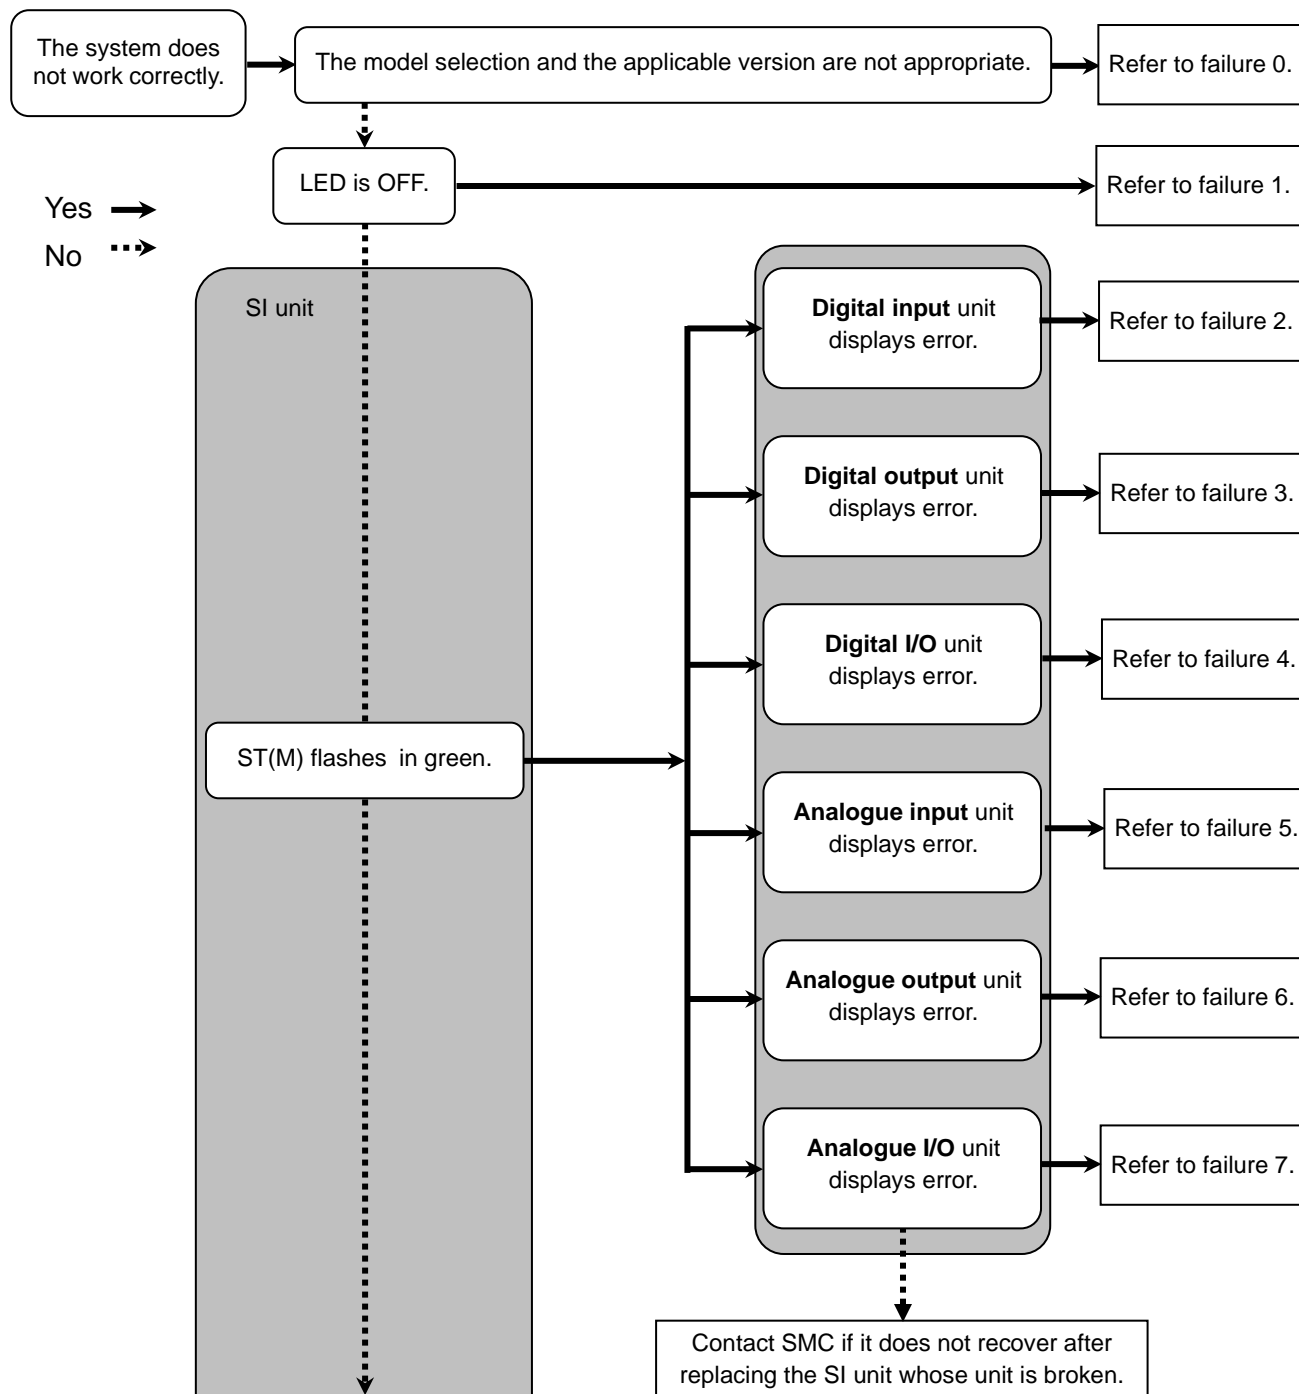 The system does
not work correctly.
The model selection and the applicable version are not appropriate.
Refer to failure 0.
LED is OFF.
Refer to failure 1.
Yes
No
SI unit
Digital input unit
displays error.
Refer to failure 2.
Digital output unit
displays error.
Refer to failure 3.
Digital I/O unit
displays error.
Refer to failure 4.
ST(M) flashes in green.
Analogue input unit
displays error.
Refer to failure 5.
Analogue output unit
displays error.
Refer to failure 6.
Analogue I/O unit
displays error.
Refer to failure 7.
Contact SMC if it does not recover after
replacing the SI unit whose unit is broken.